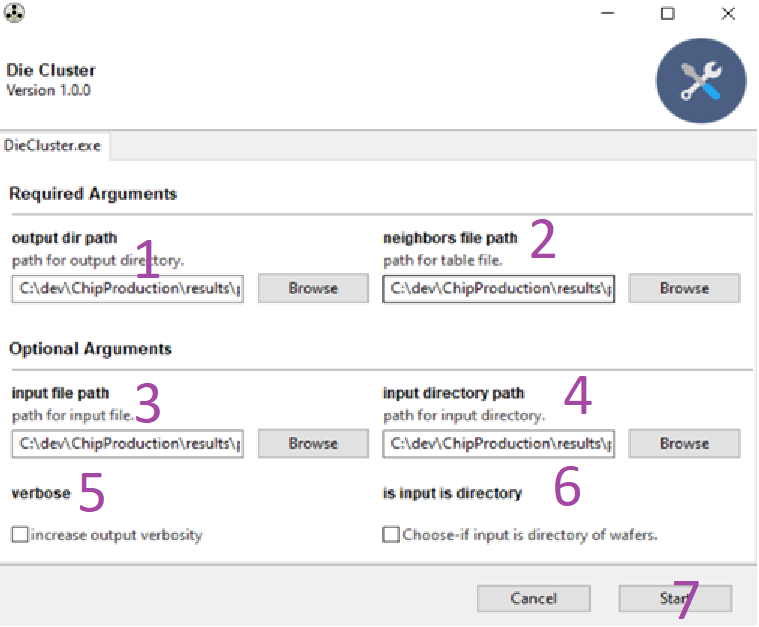 Die Cluster
Version 1.0.0
DieCluster.exe
Required Arguments
output dir path 1
path for output directory.
C:\dev\ChipProduction\results\ Browse
neighbors file path 2
path for table file.
C:\dev\ChipProduction\results\ Browse
Optional Arguments
input file path 3
path for input file.
C:\dev\ChipProduction\results\ Browse
input directory path 4
path for input directory.
C:\dev\ChipProduction\results\ Browse
verbose 5
increase output verbosity
is input is directory 6
Choose-if input is directory of wafers.
Cancel
Start 7